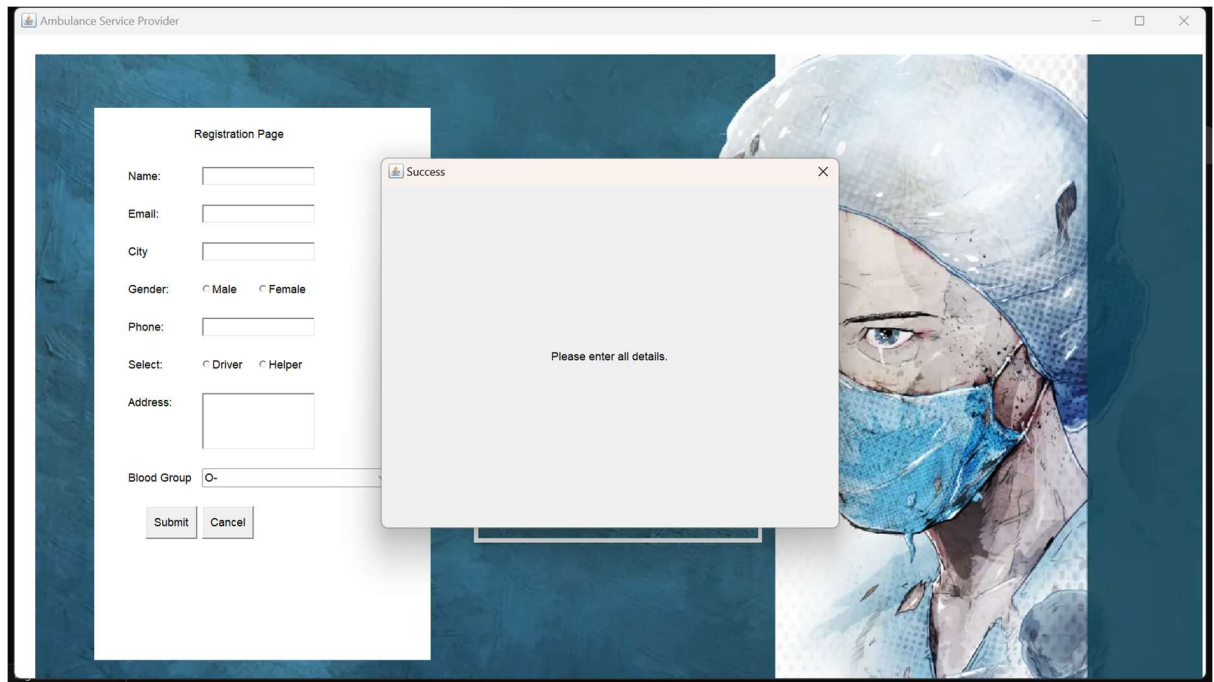 Ambulance Service Provider
Registration Page
Name:
Email:
City
Gender: Male Female
Phone:
Select: Driver Helper
Address:
Blood Group O-
Submit Cancel
Success
Please enter all details.